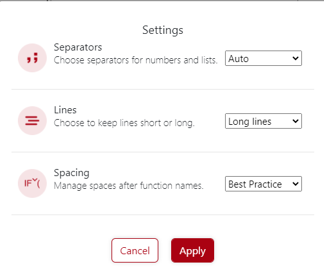 Settings
Separators
Choose separators for numbers and lists.
Auto
Lines
Choose to keep lines short or long.
Long lines
IF˅(
Spacing
Manage spaces after function names.
Best Practice
Cancel
Apply